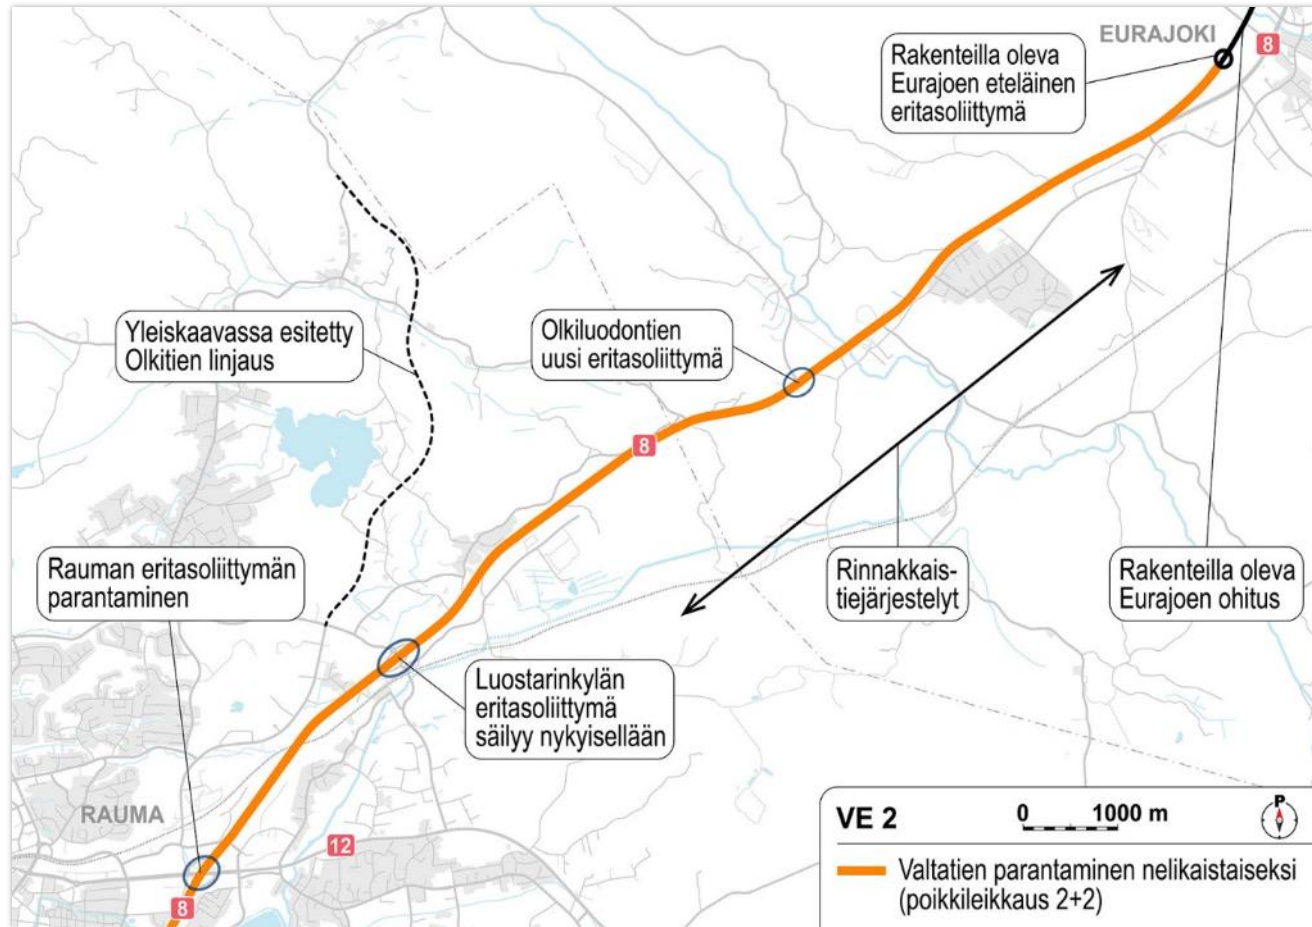 EURAJOKI
8
Rakenteilla oleva
Eurajoen eteläinen
eritasoliittymä
Yleiskaavassa esitetty
Olkitien linjaus
Olkiluodontien
uusi eritasoliittymä
8
Rauman eritasoliittymän
parantaminen
Rinnakkais-
tiejärjestelyt
Rakenteilla oleva
Eurajoen ohitus
Luostarinkylän
eritasoliittymä
säilyy nykyisellään
RAUMA
12
8
VE 2
0 1000 m
P
Valtatien parantaminen nelikaistaiseksi
(poikkileikkaus 2+2)